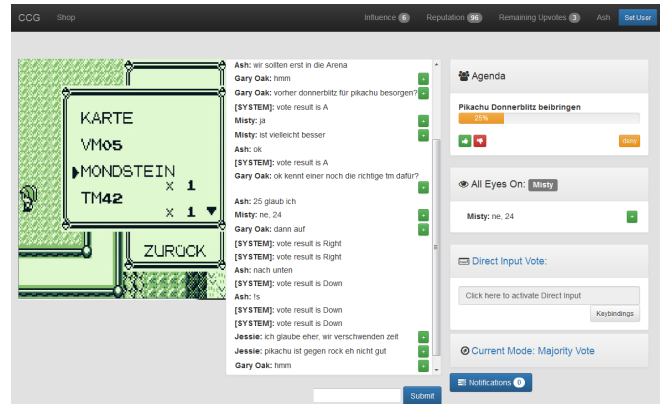 CCG Shop Influence 6 Reputation 96 Remaining Upvotes 3 Ash Set User
KARTE
VM05
▶MONDSTEIN
x 1
TM42
x 1 ▼
ZURÜCK
Ash: wir sollten erst in die Arena
Gary Oak: hmm
Gary Oak: vorher donnerblitz für pikachu besorgen?
[SYSTEM]: vote result is A
Misty: ja
Misty: ist vielleicht besser
Ash: ok
[SYSTEM]: vote result is A
Gary Oak: ok kennt einer noch die richtige tm dafür?
Ash: 25 glaub ich
Misty: ne, 24
Gary Oak: dann auf
[SYSTEM]: vote result is Right
[SYSTEM]: vote result is Right
Ash: nach unten
[SYSTEM]: vote result is Down
Ash: !s
[SYSTEM]: vote result is Down
[SYSTEM]: vote result is Down
Jessie: ich glaube eher, wir verschwenden zeit
Jessie: pikachu ist gegen rock eh nicht gut
Gary Oak: hmm
Submit
Agenda
Pikachu Donnerblitz beibringen
25%
deny
All Eyes On: Misty
Misty: ne, 24
Direct Input Vote:
Click here to activate Direct Input
Keybindings
Current Mode: Majority Vote
Notifications 0